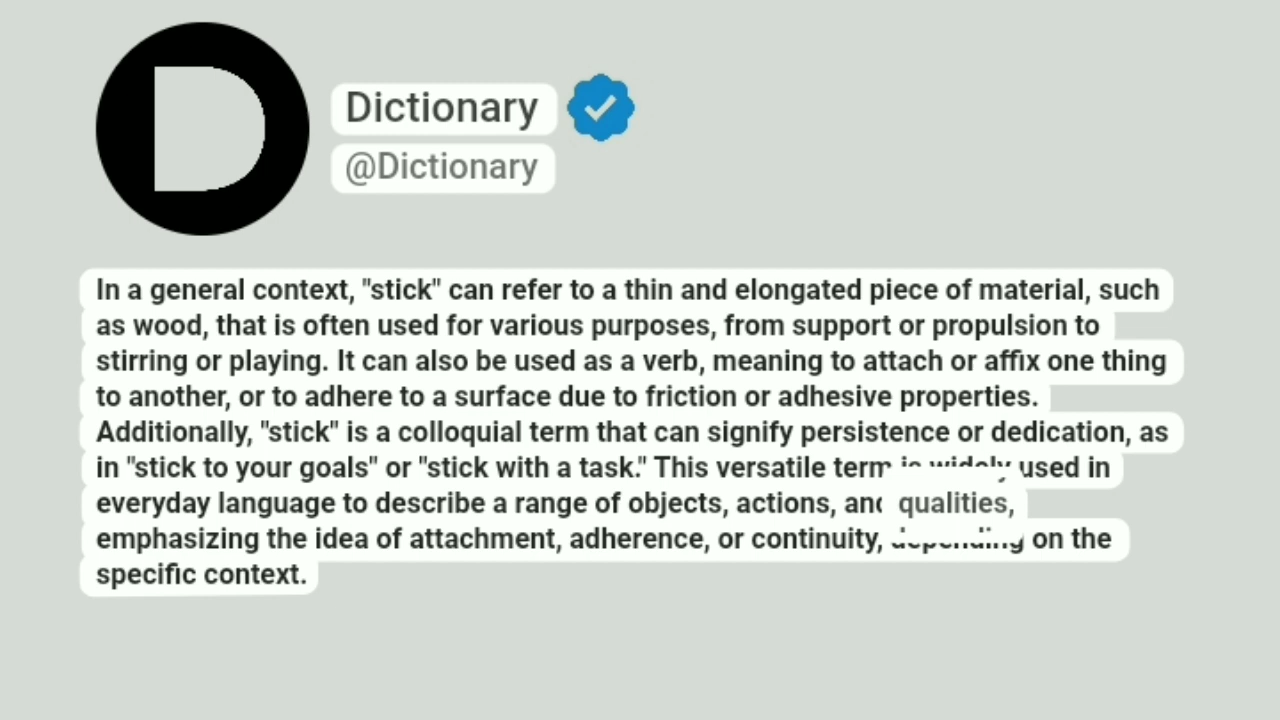 D
Dictionary
@Dictionary
In a general context, "stick" can refer to a thin and elongated piece of material, such
as wood, that is often used for various purposes, from support or propulsion to
stirring or playing. It can also be used as a verb, meaning to attach or affix one thing
to another, or to adhere to a surface due to friction or adhesive properties.
Additionally, "stick" is a colloquial term that can signify persistence or dedication, as
in "stick to your goals" or "stick with a task." This versatile term is widely used in
everyday language to describe a range of objects, actions, and qualities,
emphasizing the idea of attachment, adherence, or continuity, depending on the
specific context.